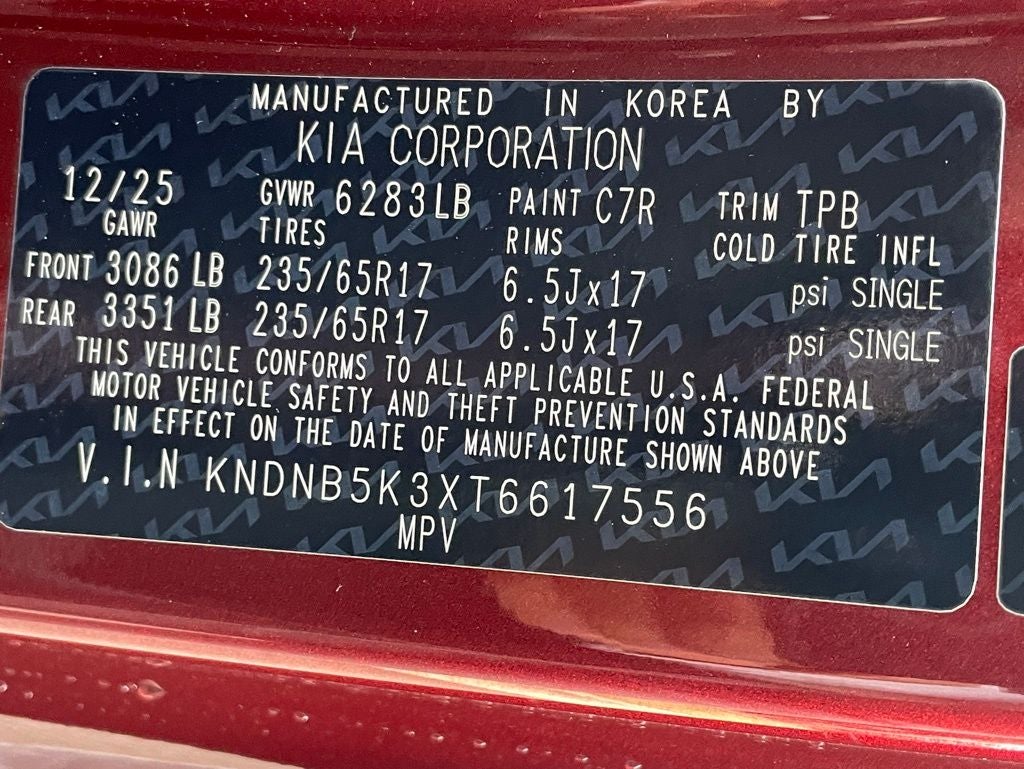 MANUFACTURED IN KOREA BY
KIA CORPORATION
12/25 GVWR 6283LB PAINT C7R TRIM TPB
GAWR TIRES RIMS COLD TIRE INFL
FRONT 3086 LB 235/65R17 6.5Jx17 psi SINGLE
REAR 3351 LB 235/65R17 6.5Jx17 psi SINGLE
THIS VEHICLE CONFORMS TO ALL APPLICABLE U.S.A. FEDERAL
MOTOR VEHICLE SAFETY AND THEFT PREVENTION STANDARDS
IN EFFECT ON THE DATE OF MANUFACTURE SHOWN ABOVE
V.I.N KNDNB5K3XT6617556
MPV